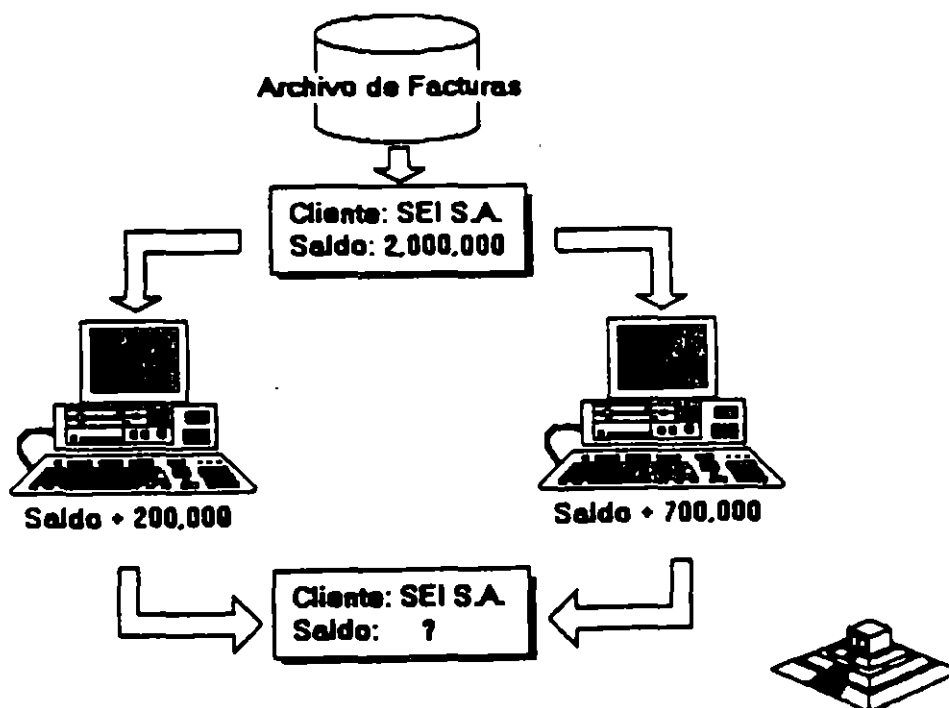 Archivo de Facturas
Cliente: SEI S.A.
Saldo: 2,000,000
Saldo + 200,000
Saldo + 700,000
Cliente: SEI S.A.
Saldo: ?